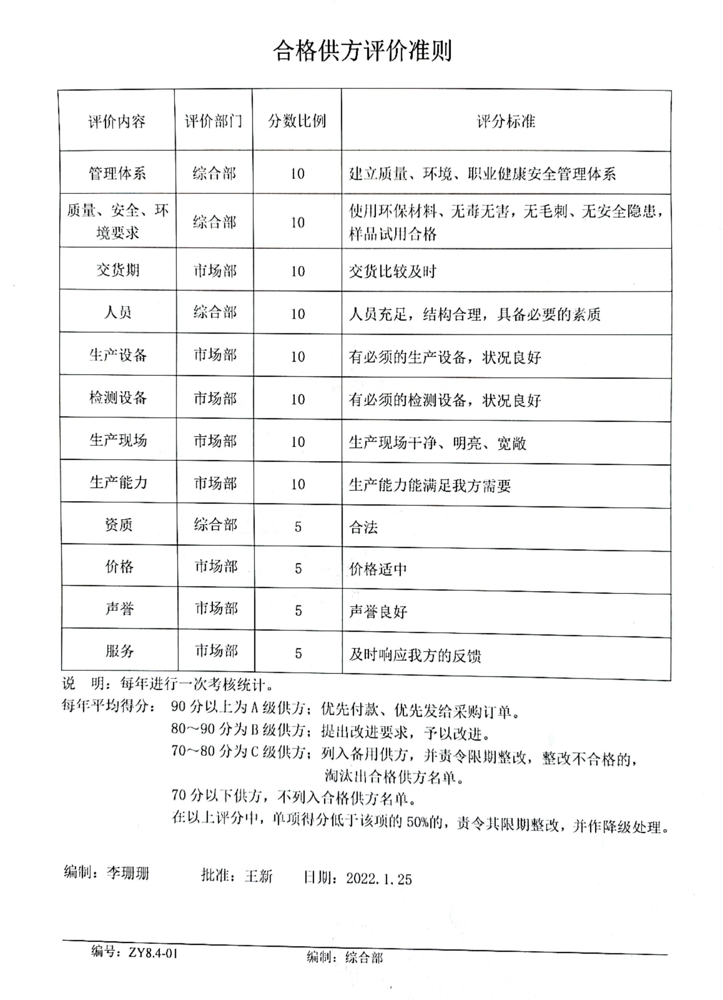 合格供方评价准则
评价内容 评价部门 分数比例 评分标准
管理体系 综合部 10 建立质量、环境、职业健康安全管理体系
质量、安全、环
境要求 综合部 10 使用环保材料、无毒无害，无毛刺、无安全隐患，
样品试用合格
交货期 市场部 10 交货比较及时
人员 综合部 10 人员充足，结构合理，具备必要的素质
生产设备 市场部 10 有必须的生产设备，状况良好
检测设备 市场部 10 有必须的检测设备，状况良好
生产现场 市场部 10 生产现场干净、明亮、宽敞
生产能力 市场部 10 生产能力能满足我方需要
资质 综合部 5 合法
价格 市场部 5 价格适中
声誉 市场部 5 声誉良好
服务 市场部 5 及时响应我方的反馈
说 明：每年进行一次考核统计。
每年平均得分： 90 分以上为 A 级供方；优先付款、优先发给采购订单。
80～90 分为 B 级供方；提出改进要求，予以改进。
70～80 分为 C 级供方；列入备用供方，并责令限期整改，整改不合格的，
淘汰出合格供方名单。
70 分以下供方，不列入合格供方名单。
在以上评分中，单项得分低于该项的 50%的，责令其限期整改，并作降级处理。
编制：李珊珊 批准：王新 日期：2022.1.25
编号：ZY8.4-01 编制：综合部